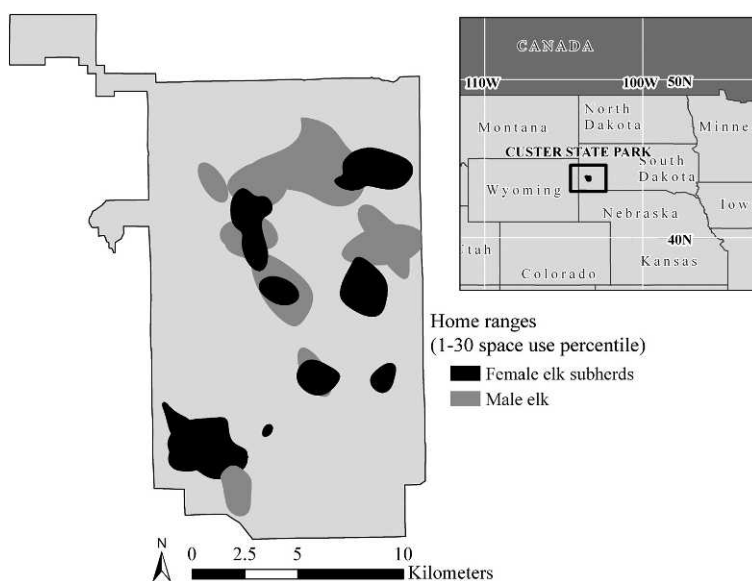 CANADA
110W
100W 50N
Montana
North
Dakota
Minne
CUSTER STATE PARK
South
Dakota
Wyoming
Iow
Nebraska
40N
Utah
Colorado
Kansas
Home ranges
(1-30 space use percentile)
Female elk subherds
Male elk
N
0 2.5 5 10
Kilometers